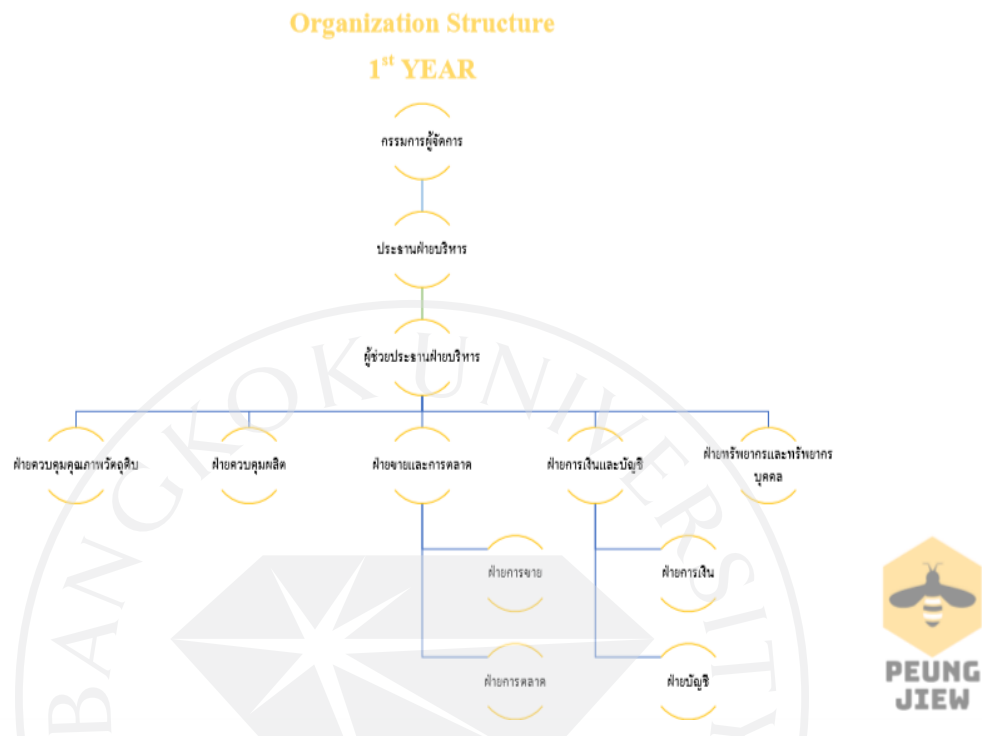 Organization Structure
1st YEAR
กรรมการผู้จัดการ
ประธานฝ่ายบริหาร
ผู้ช่วยประธานฝ่ายบริหาร
ฝ่ายควบคุมคุณภาพวัตถุดิบ
ฝ่ายควบคุมผลิต
ฝ่ายขายและการตลาด
ฝ่ายการเงินและบัญชี
ฝ่ายทรัพยากรและทรัพยากร
บุคคล
ฝ่ายการขาย
ฝ่ายการเงิน
ฝ่ายการตลาด
ฝ่ายบัญชี
PEUNG
JIEW
BANGKOK UNIVERSITY